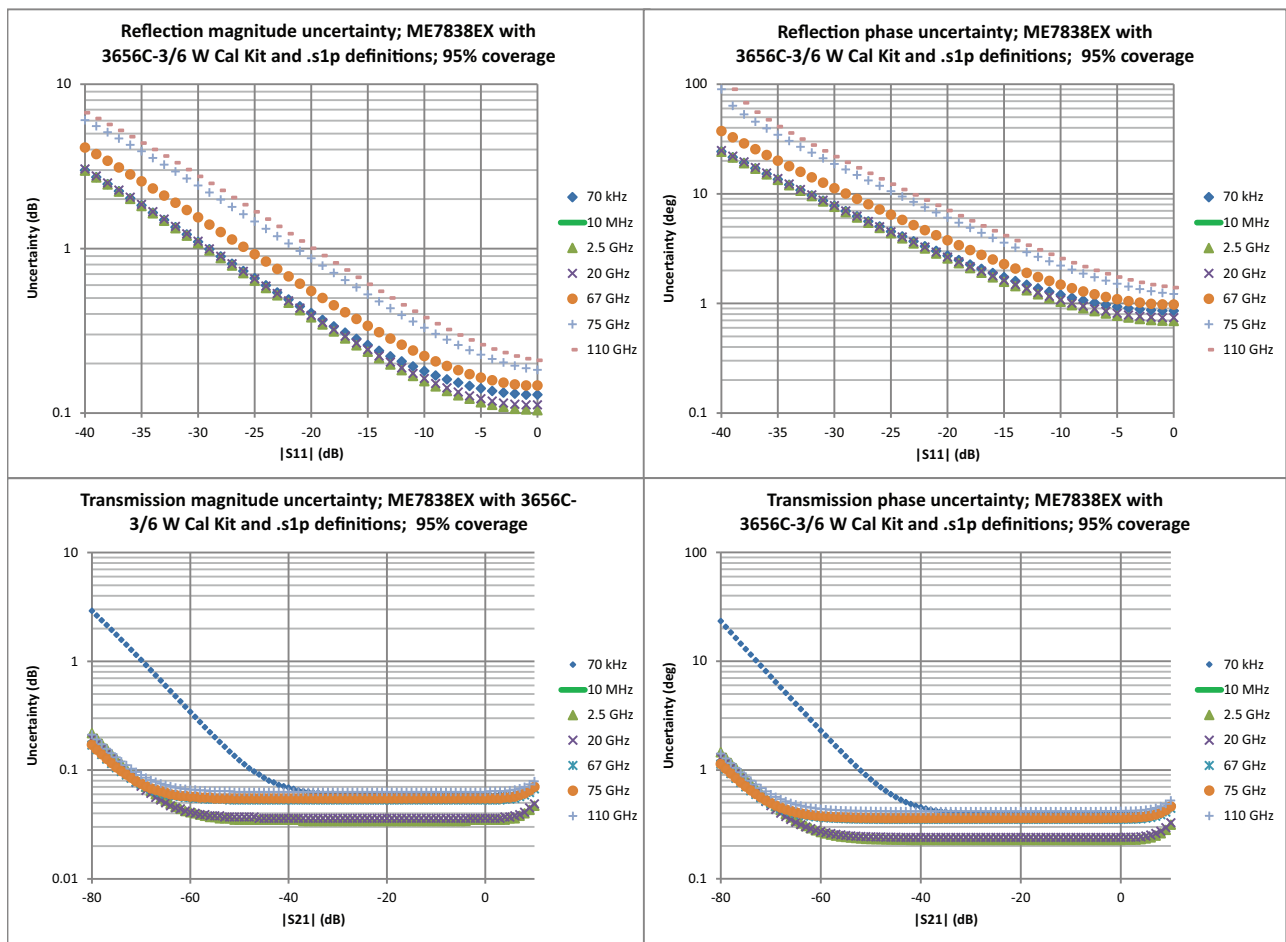 Reflection magnitude uncertainty; ME7838EX with
3656C-3/6 W Cal Kit and .s1p definitions; 95% coverage
10
1
0.1
Uncertainty (dB)
-40 -35 -30 -25 -20 -15 -10 -5 0
|S11| (dB)
70 kHz
10 MHz
2.5 GHz
20 GHz
67 GHz
75 GHz
110 GHz
Reflection phase uncertainty; ME7838EX with
3656C-3/6 W Cal Kit and .s1p definitions; 95% coverage
100
10
1
0.1
Uncertainty (deg)
-40 -35 -30 -25 -20 -15 -10 -5 0
|S11| (dB)
70 kHz
10 MHz
2.5 GHz
20 GHz
67 GHz
75 GHz
110 GHz
Transmission magnitude uncertainty; ME7838EX with 3656C-
3/6 W Cal Kit and .s1p definitions; 95% coverage
10
1
0.1
0.01
Uncertainty (dB)
-80 -60 -40 -20 0
|S21| (dB)
70 kHz
10 MHz
2.5 GHz
20 GHz
67 GHz
75 GHz
110 GHz
Transmission phase uncertainty; ME7838EX with
3656C-3/6 W Cal Kit and .s1p definitions; 95% coverage
100
10
1
0.1
Uncertainty (deg)
-80 -60 -40 -20 0
|S21| (dB)
70 kHz
10 MHz
2.5 GHz
20 GHz
67 GHz
75 GHz
110 GHz